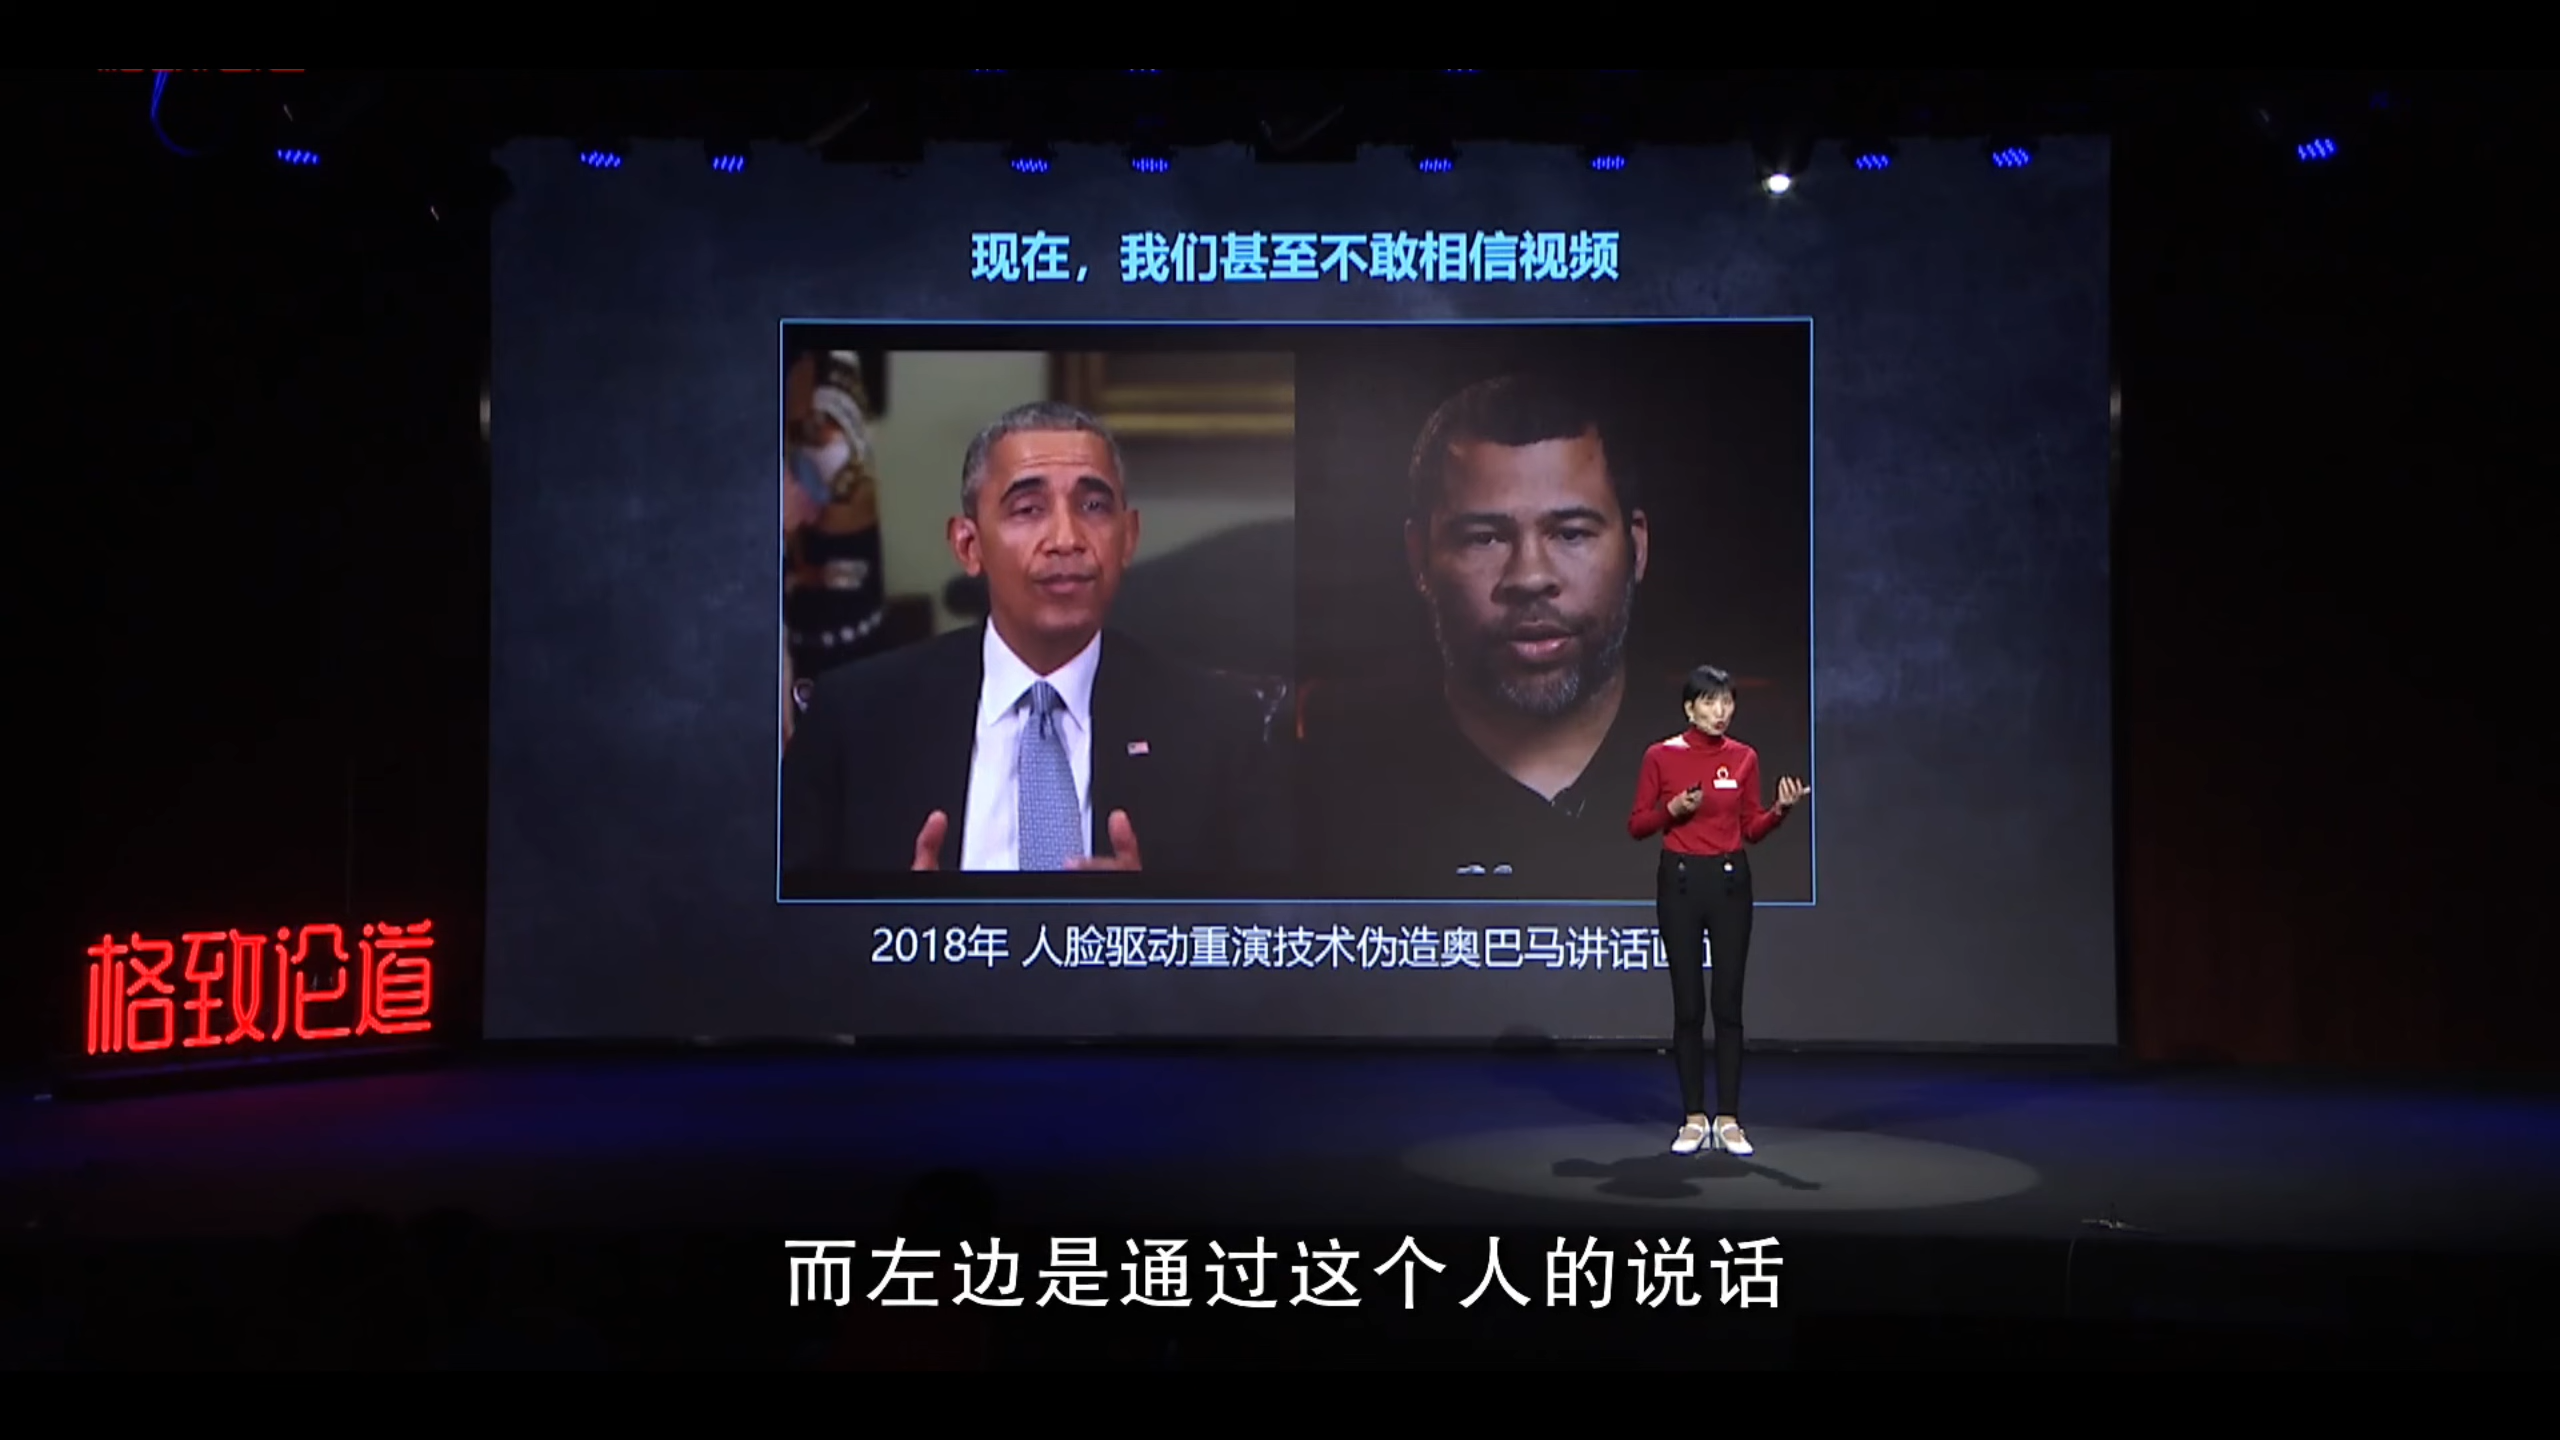 现在，我们甚至不敢相信视频
2018年 人脸驱动重演技术伪造奥巴马讲话
格致论道
而左边是通过这个人的说话